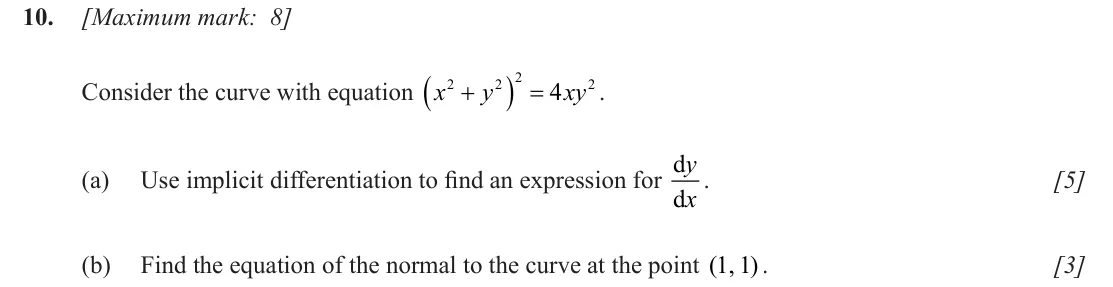 10. [Maximum mark: 8]
Consider the curve with equation (x² + y²)² = 4xy².
(a) Use implicit differentiation to find an expression for dy/dx. [5]
(b) Find the equation of the normal to the curve at the point (1, 1). [3]